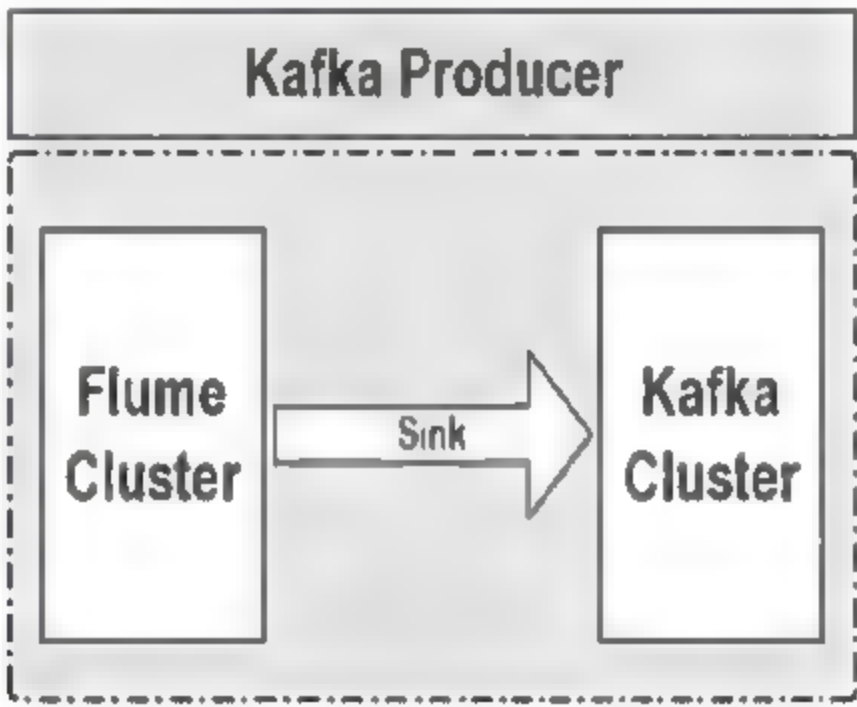 Kafka Producer
Flume
Cluster
Sink
Kafka
Cluster